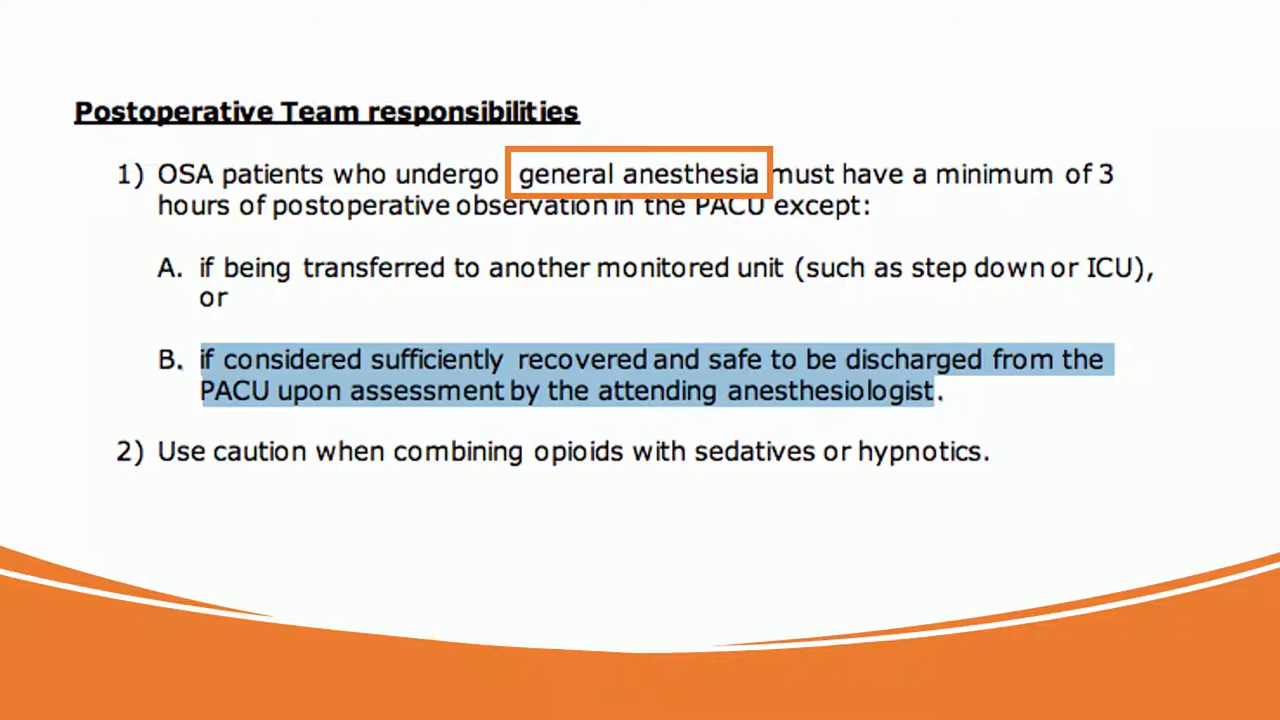 Postoperative Team responsibilities
1) OSA patients who undergo general anesthesia must have a minimum of 3
hours of postoperative observation in the PACU except:
A. if being transferred to another monitored unit (such as step down or ICU),
or
B. if considered sufficiently recovered and safe to be discharged from the
PACU upon assessment by the attending anesthesiologist.
2) Use caution when combining opioids with sedatives or hypnotics.